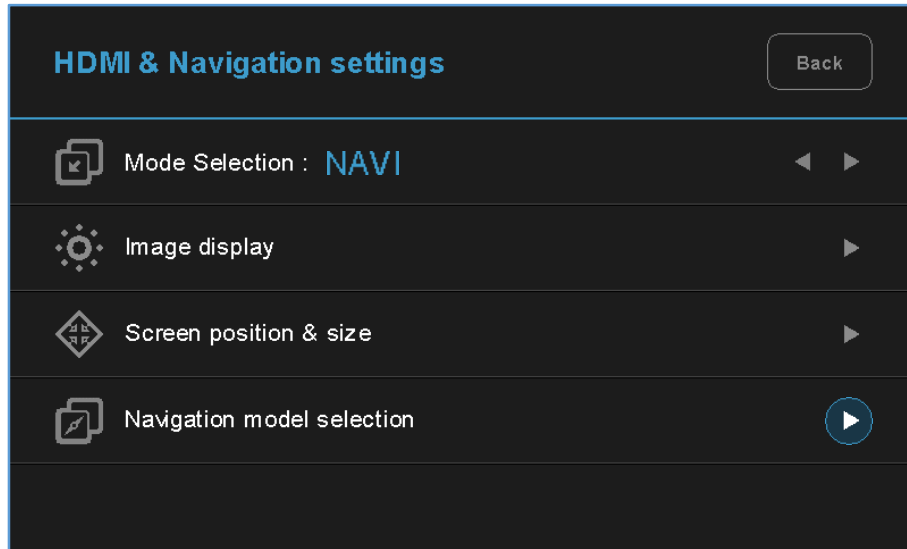 HDMI & Navigation settings
Back
Mode Selection : NAVI
Image display
Screen position & size
Navigation model selection